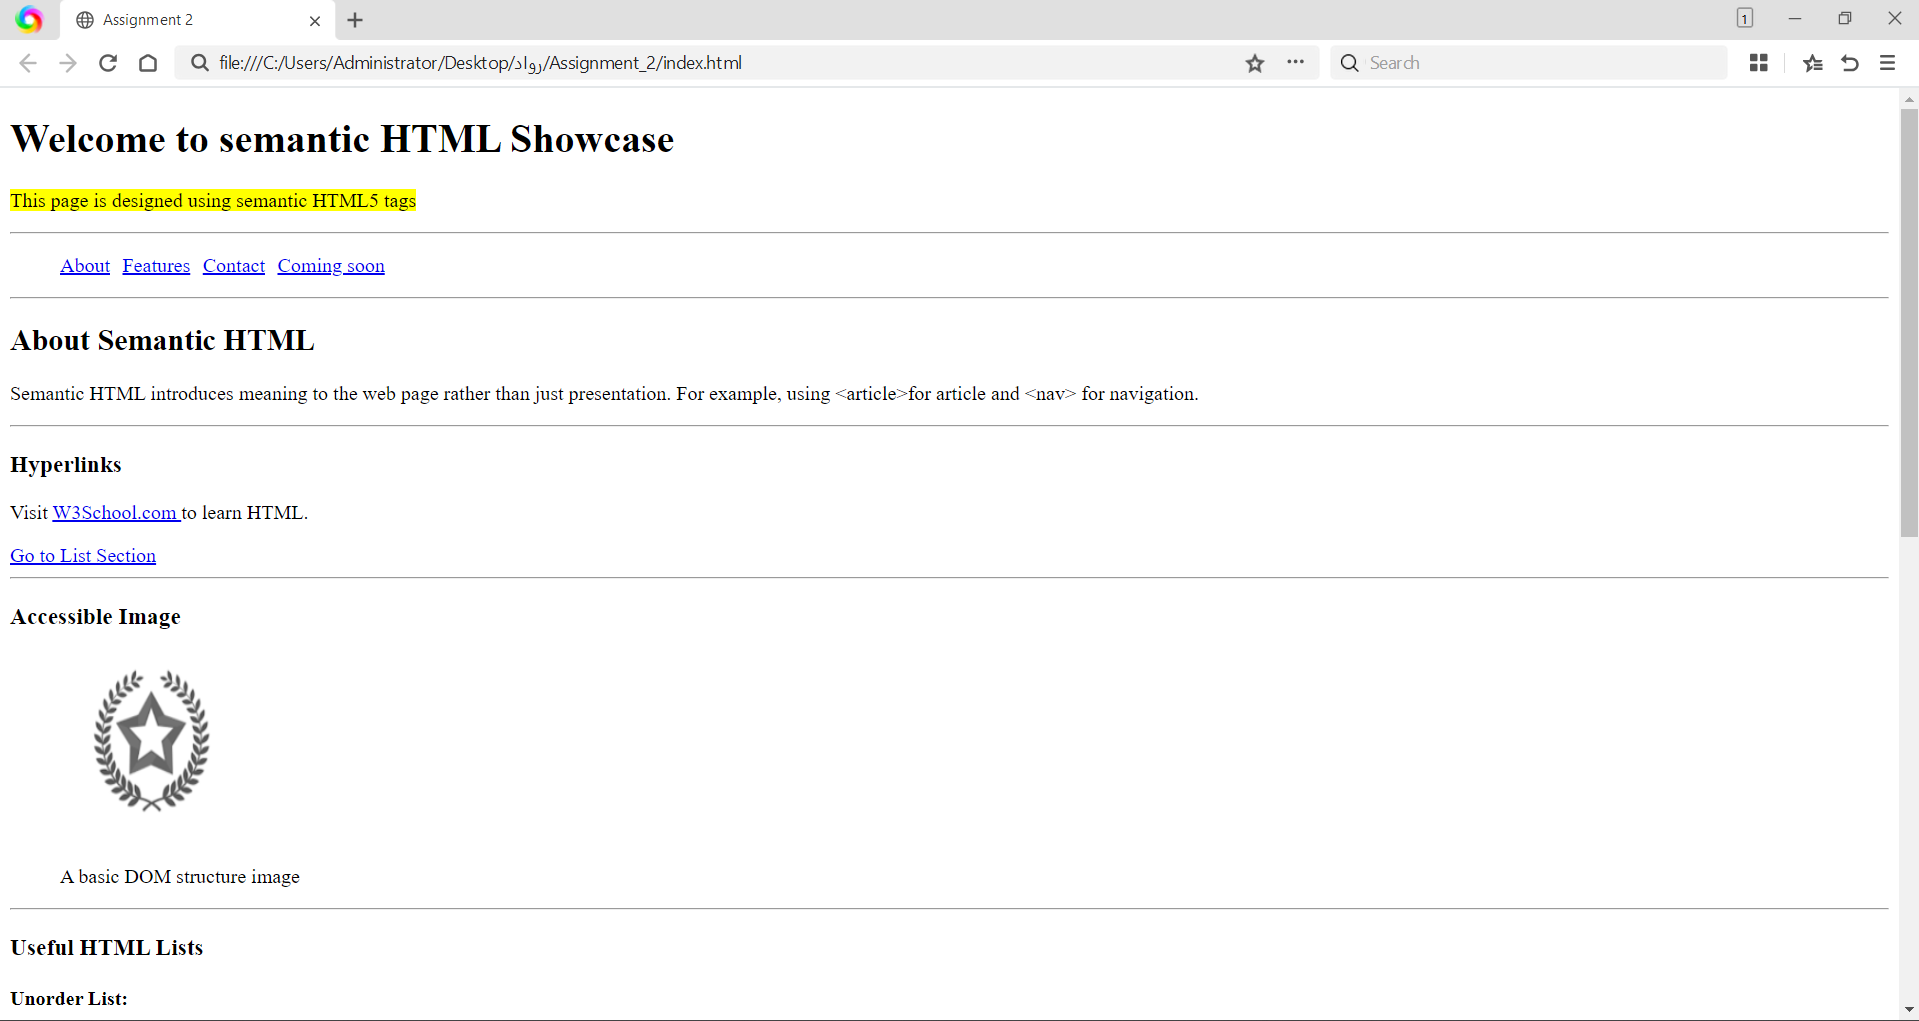 Assignment 2
1
file:///C:/Users/Administrator/Desktop/رواد/Assignment_2/index.html
Search
Welcome to semantic HTML Showcase
This page is designed using semantic HTML5 tags
About Features Contact Coming soon
About Semantic HTML
Semantic HTML introduces meaning to the web page rather than just presentation. For example, using <article>for article and <nav> for navigation.
Hyperlinks
Visit W3School.com to learn HTML.
Go to List Section
Accessible Image
A basic DOM structure image
Useful HTML Lists
Unorder List: